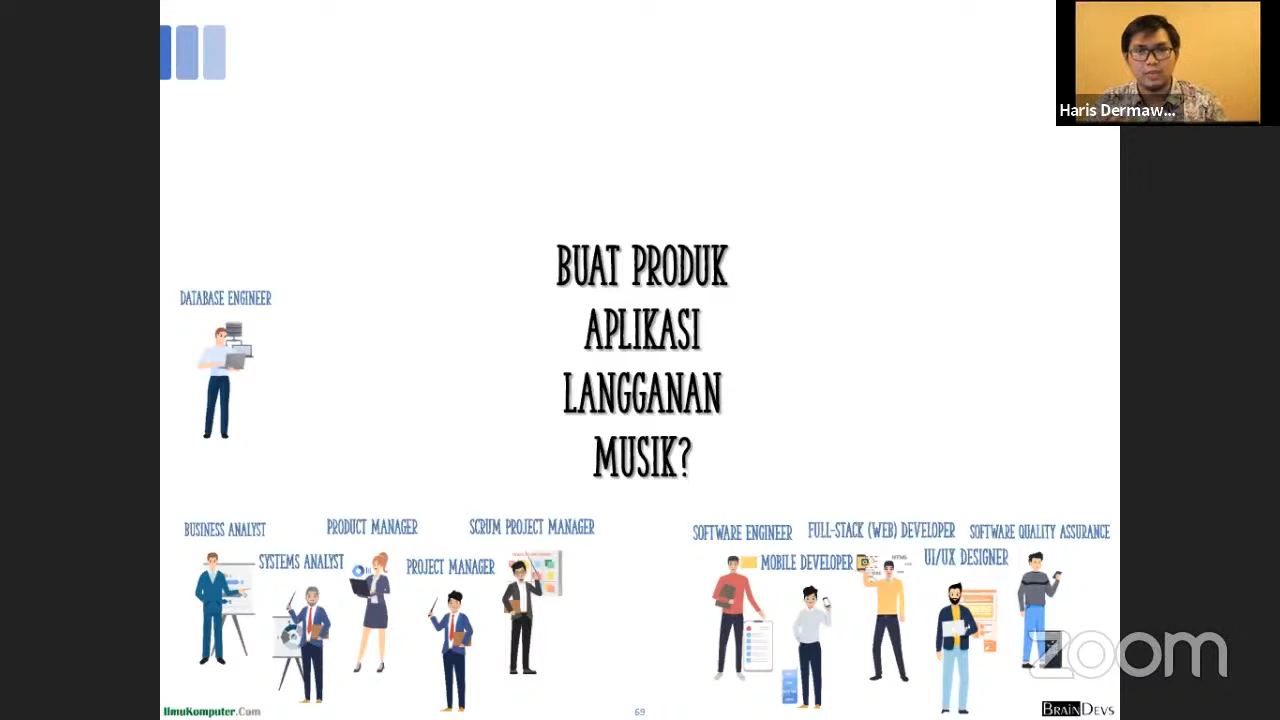 Haris Dermaw...
BUAT PRODUK
APLIKASI
LANGGANAN
MUSIK?
DATABASE ENGINEER
BUSINESS ANALYST
SYSTEMS ANALYST
PRODUCT MANAGER
PROJECT MANAGER
SCRUM PROJECT MANAGER
SOFTWARE ENGINEER
MOBILE DEVELOPER
FULL-STACK (WEB) DEVELOPER
UI/UX DESIGNER
SOFTWARE QUALITY ASSURANCE
zoom
IlmuKomputer.Com
69
BRAINDEVS